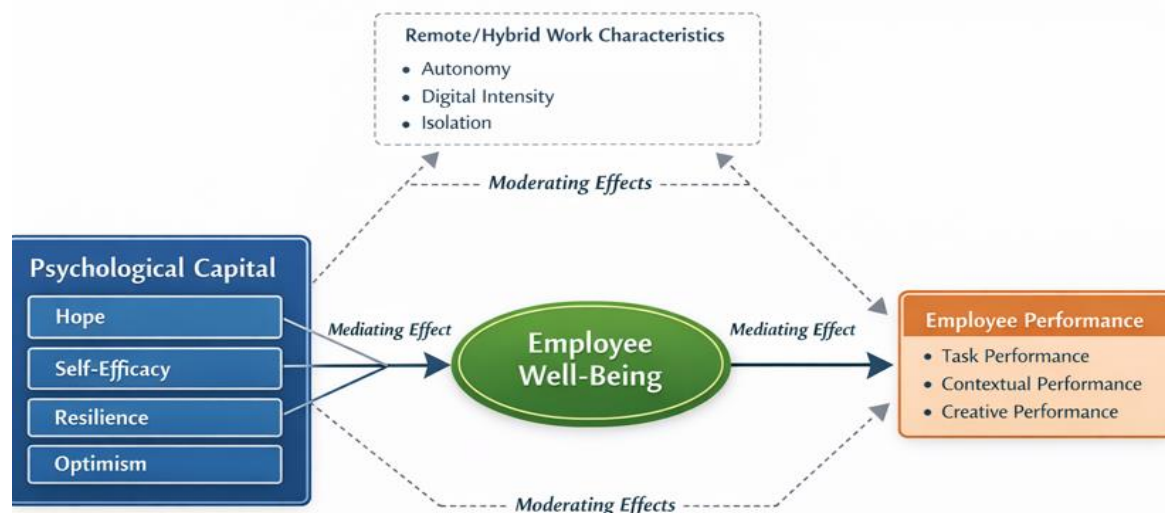 Remote/Hybrid Work Characteristics
• Autonomy
• Digital Intensity
• Isolation
Moderating Effects
Psychological Capital
Hope
Self-Efficacy
Resilience
Optimism
Mediating Effect
Employee
Well-Being
Mediating Effect
Employee Performance
• Task Performance
• Contextual Performance
• Creative Performance
Moderating Effects